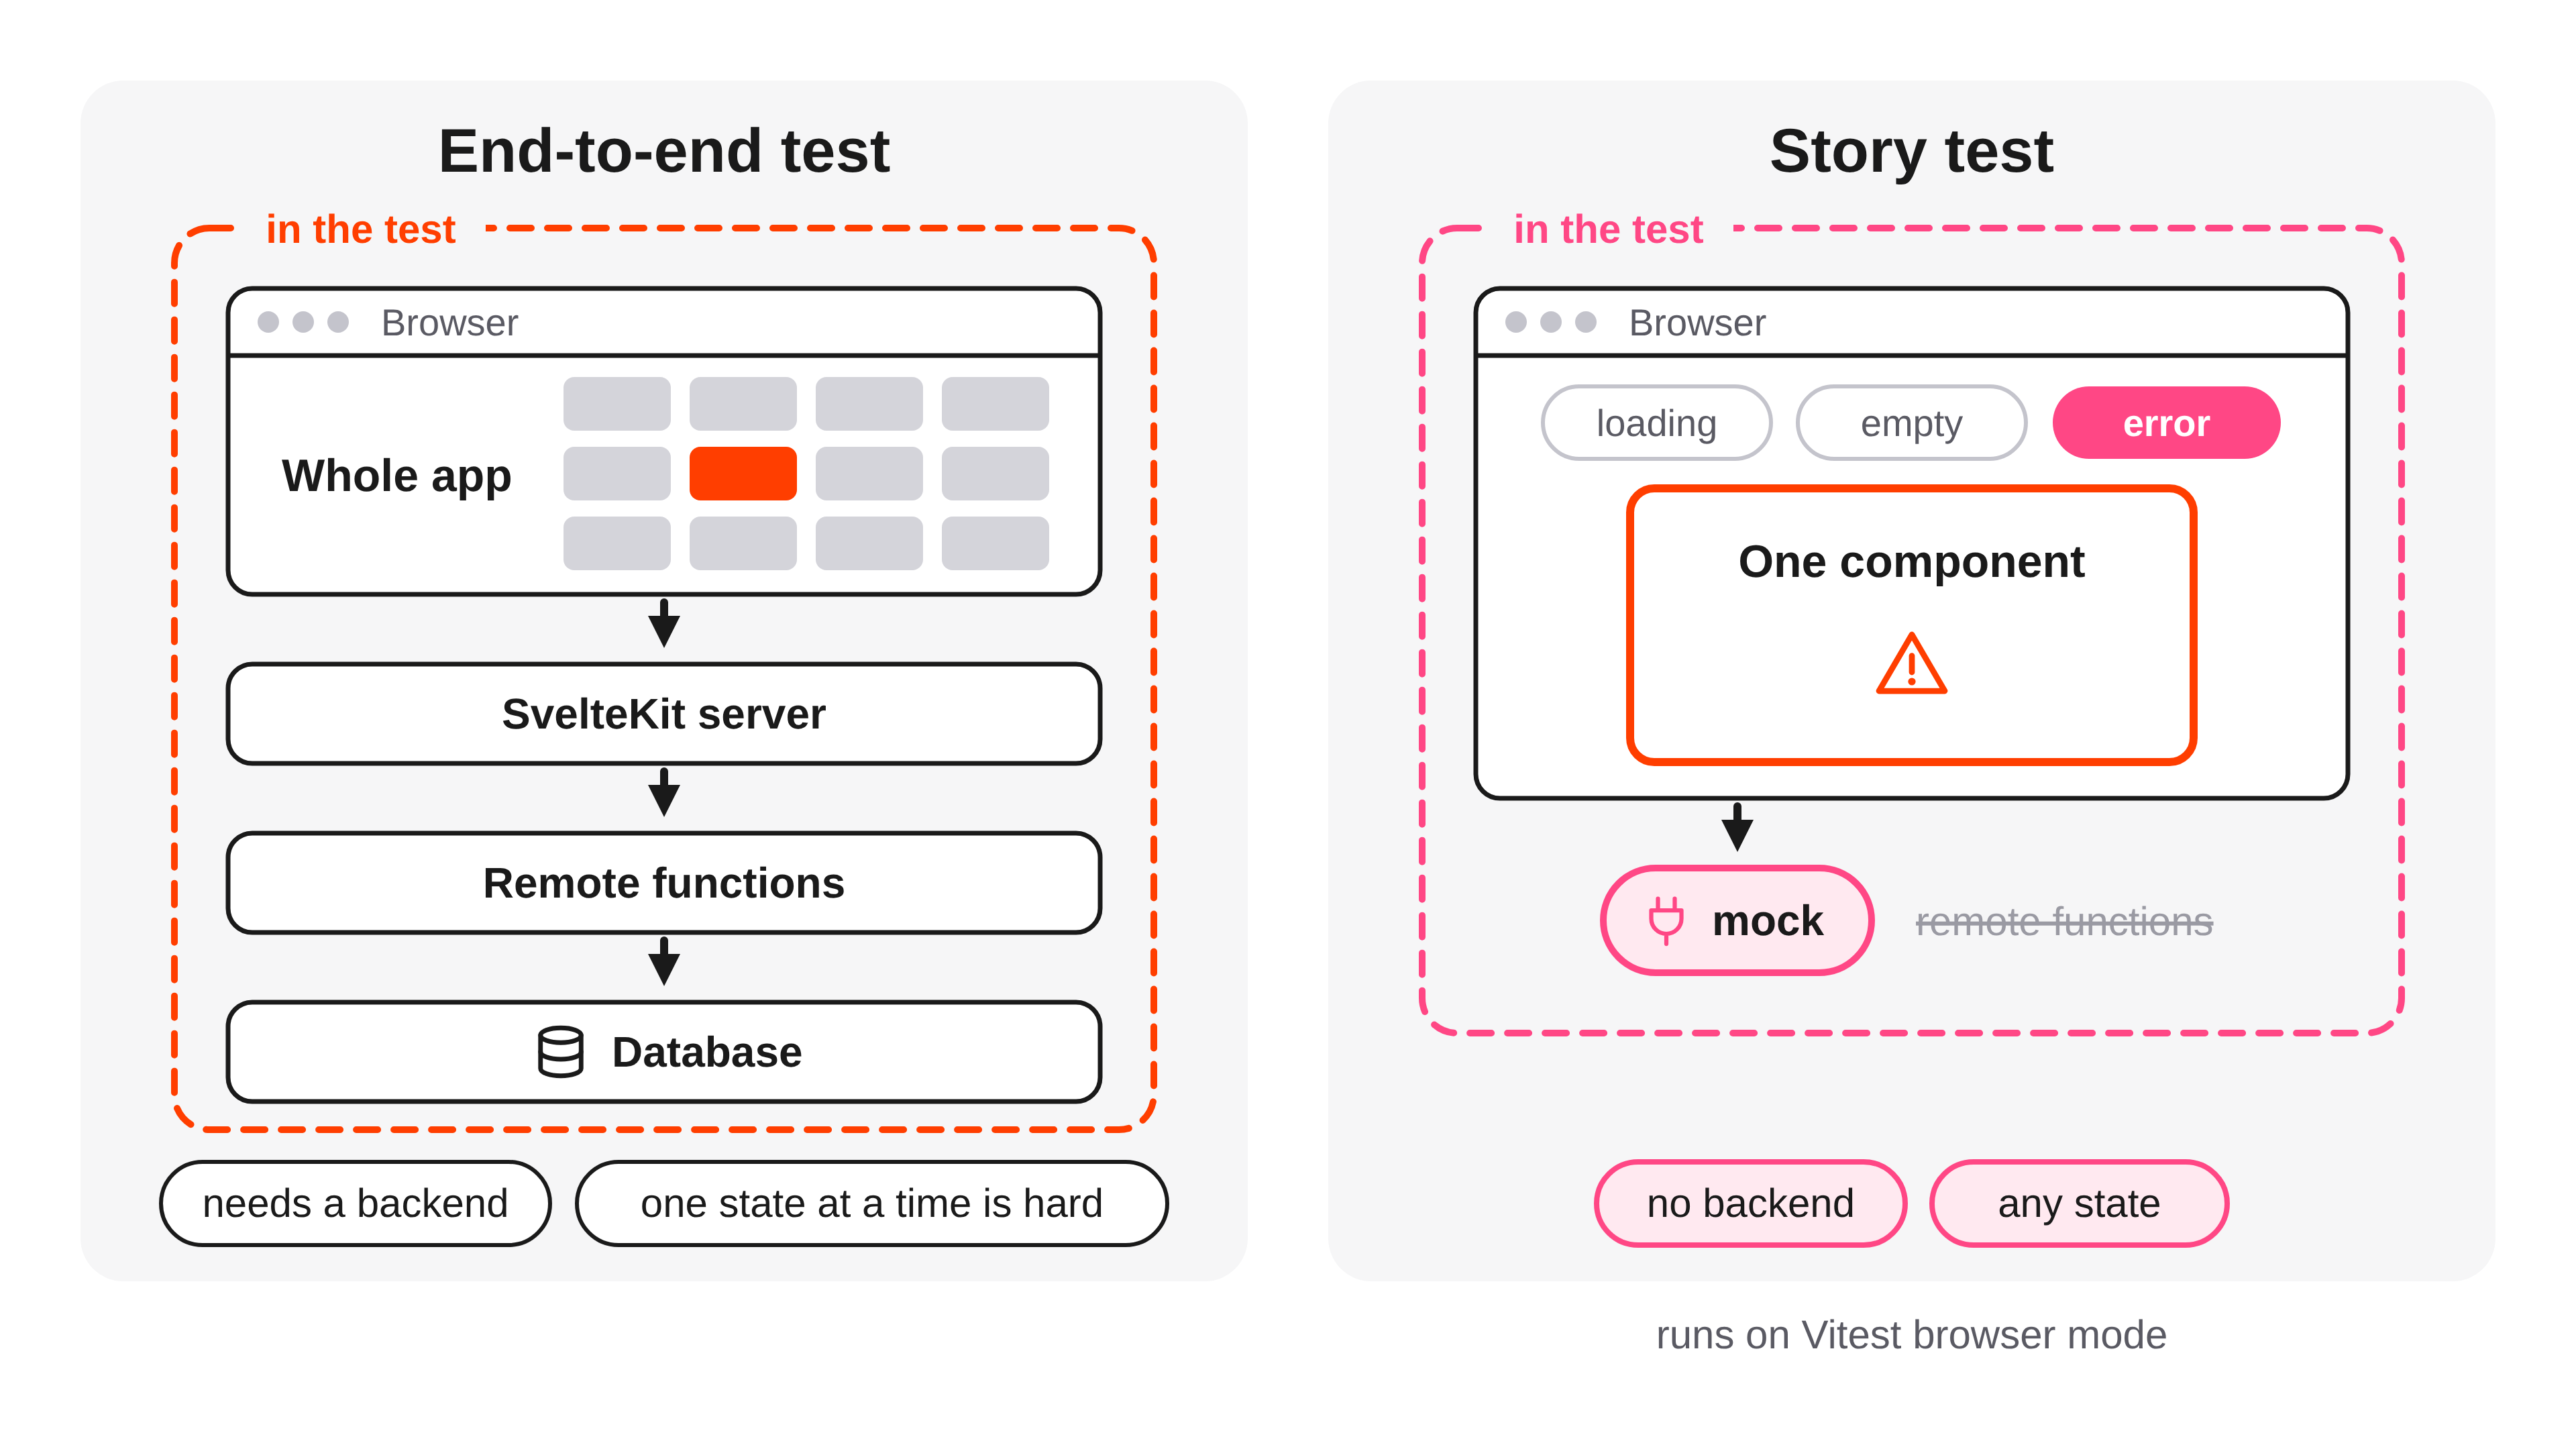 End-to-end test
in the test
Browser
Whole app
SvelteKit server
Remote functions
Database
needs a backend
one state at a time is hard
Story test
in the test
Browser
loading
empty
error
One component
mock
remote functions
no backend
any state
runs on Vitest browser mode